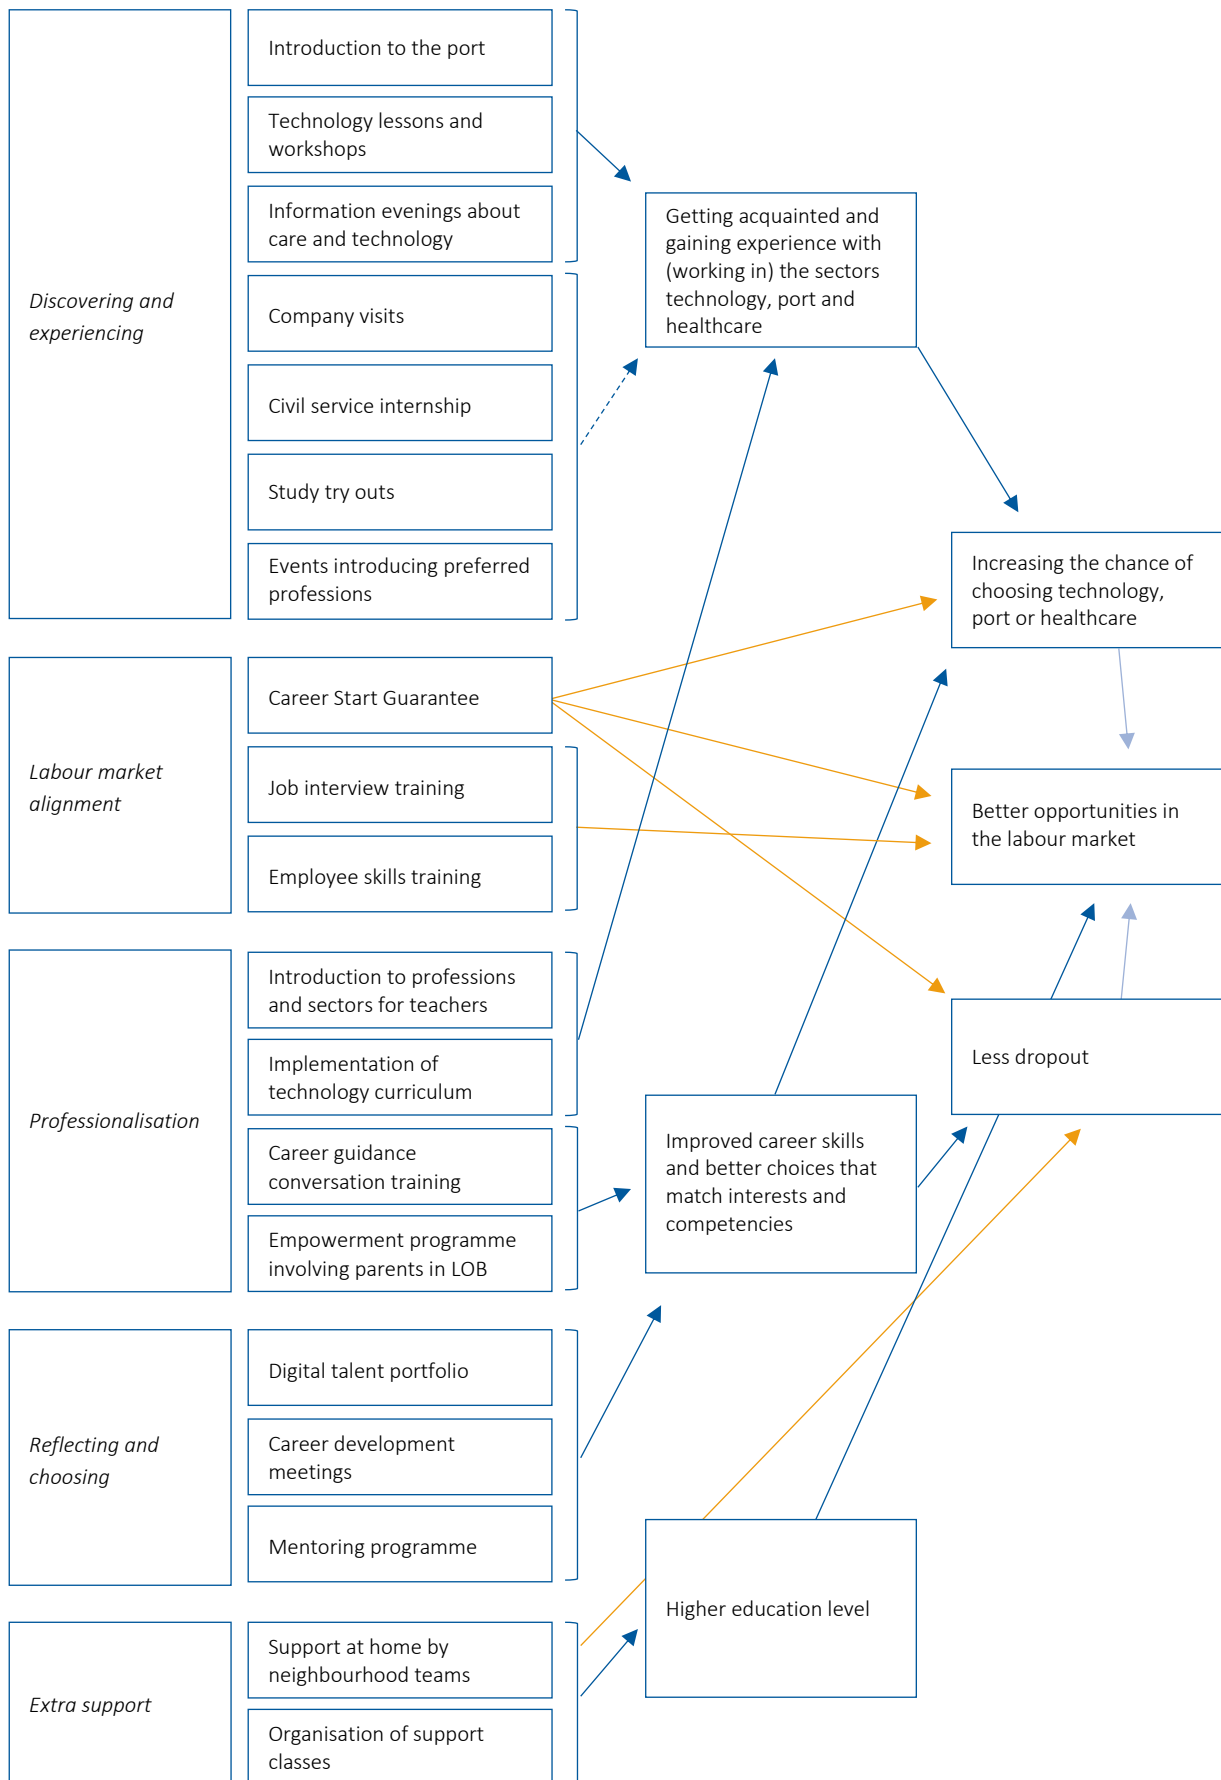 Discovering and
experiencing
Introduction to the port
Technology lessons and
workshops
Information evenings about
care and technology
Company visits
Civil service internship
Study try outs
Events introducing preferred
professions
Labour market
alignment
Career Start Guarantee
Job interview training
Employee skills training
Professionalisation
Introduction to professions
and sectors for teachers
Implementation of
technology curriculum
Career guidance
conversation training
Empowerment programme
involving parents in LOB
Reflecting and
choosing
Digital talent portfolio
Career development
meetings
Mentoring programme
Extra support
Support at home by
neighbourhood teams
Organisation of support
classes
Getting acquainted and
gaining experience with
(working in) the sectors
technology, port and
healthcare
Improved career skills
and better choices that
match interests and
competencies
Higher education level
Increasing the chance of
choosing technology,
port or healthcare
Better opportunities in
the labour market
Less dropout